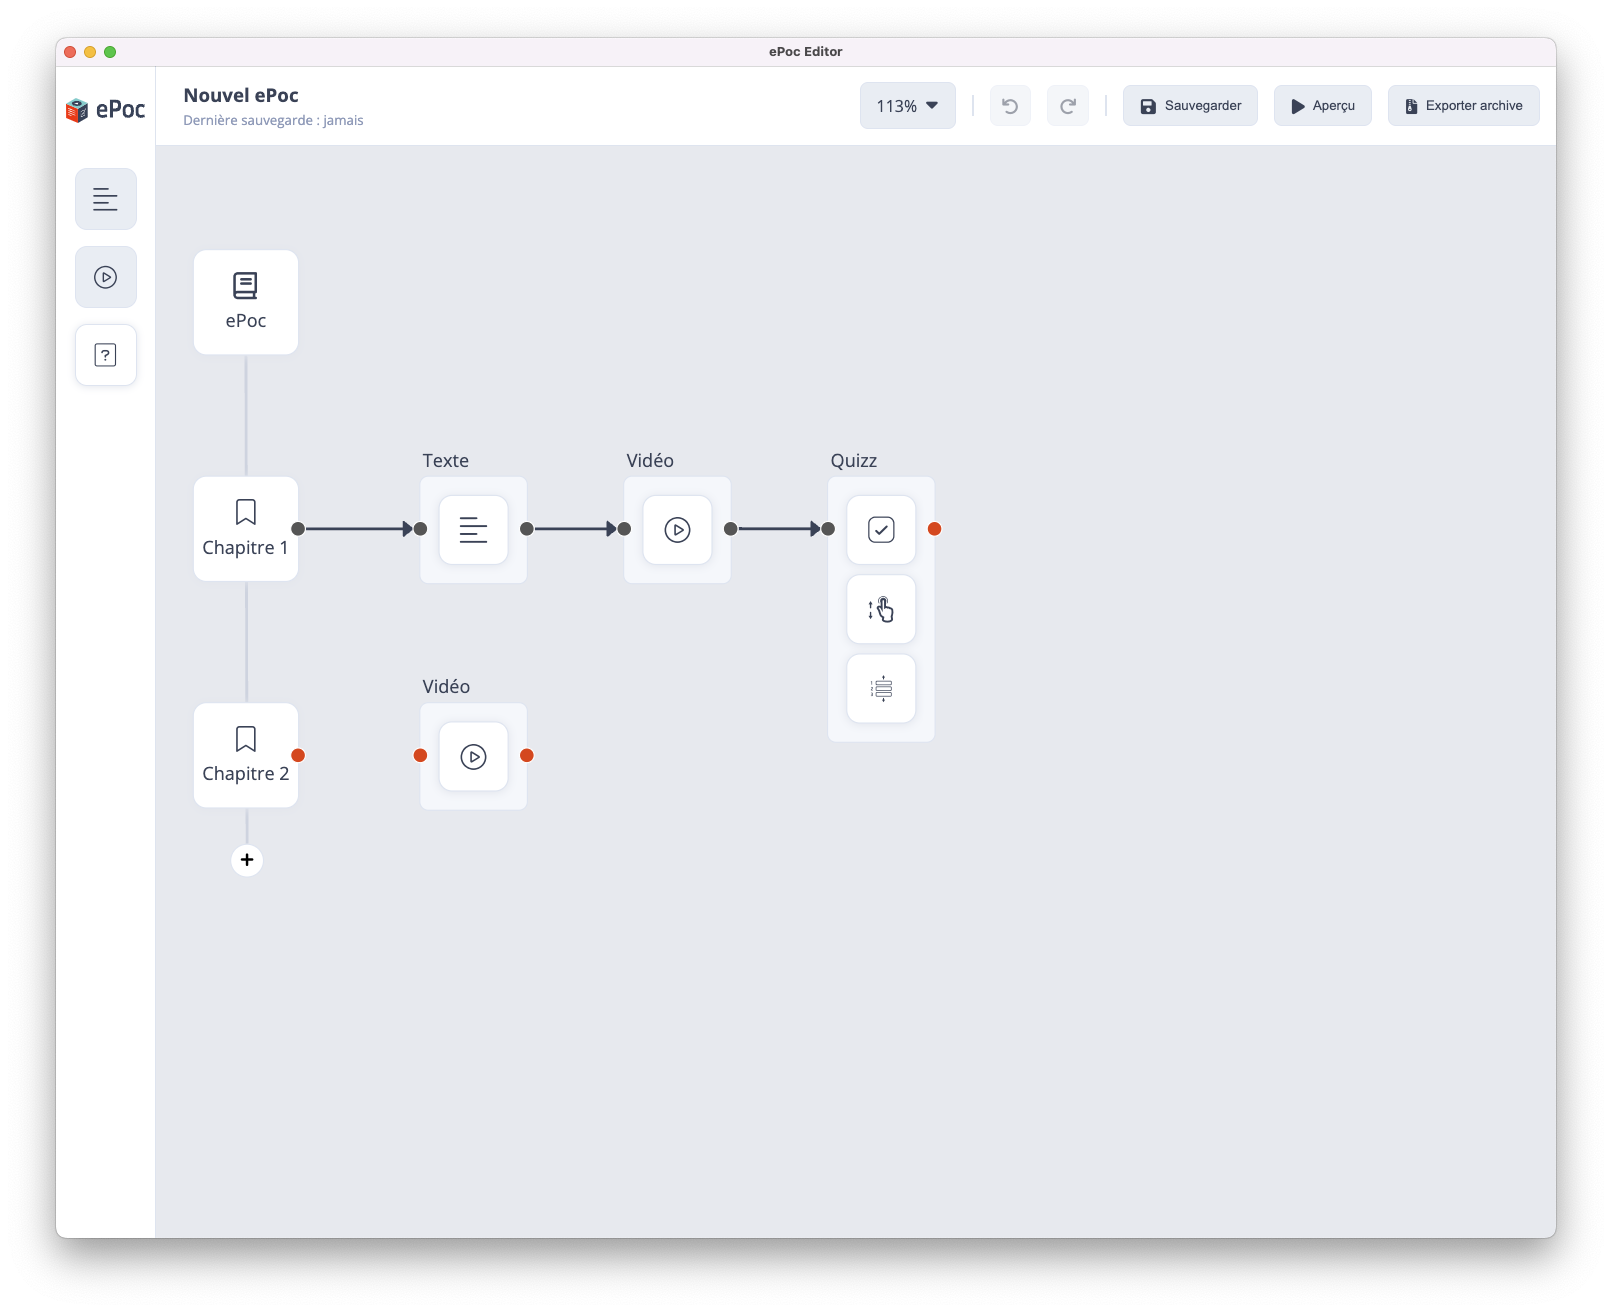 ePoc Editor
ePoc
Nouvel ePoc
Dernière sauvegarde : jamais
113%
Sauvegarder
Aperçu
Exporter archive
?
ePoc
Texte
Vidéo
Quizz
Chapitre 1
Vidéo
Chapitre 2
+